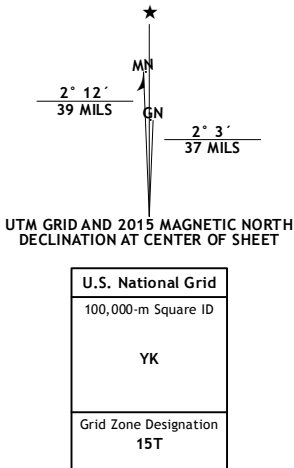 ★
MN
2° 12´
39 MILS
GN
2° 3´
37 MILS
UTM GRID AND 2015 MAGNETIC NORTH
DECLINATION AT CENTER OF SHEET
U.S. National Grid
100,000-m Square ID
YK
Grid Zone Designation
15T